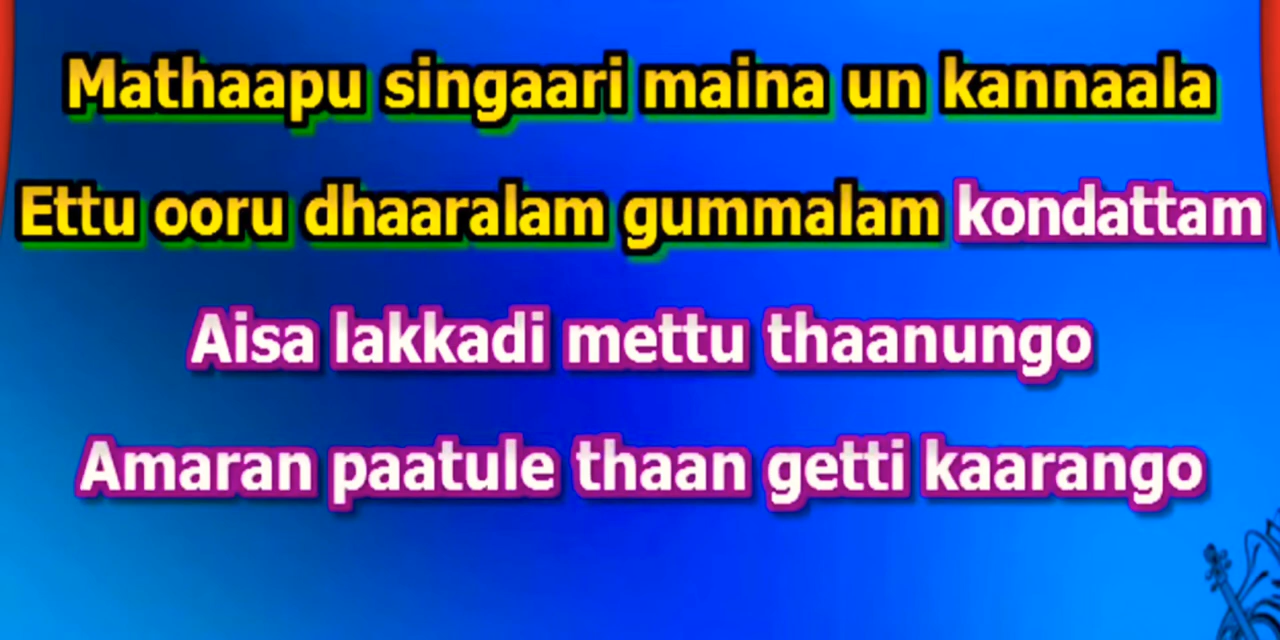 Mathaapu singaari maina un kannaala
Ettu ooru dhaaralam gummalam kondattam
Aisa lakkadi mettu thaanungo
Amaran paatule thaan getti kaarango